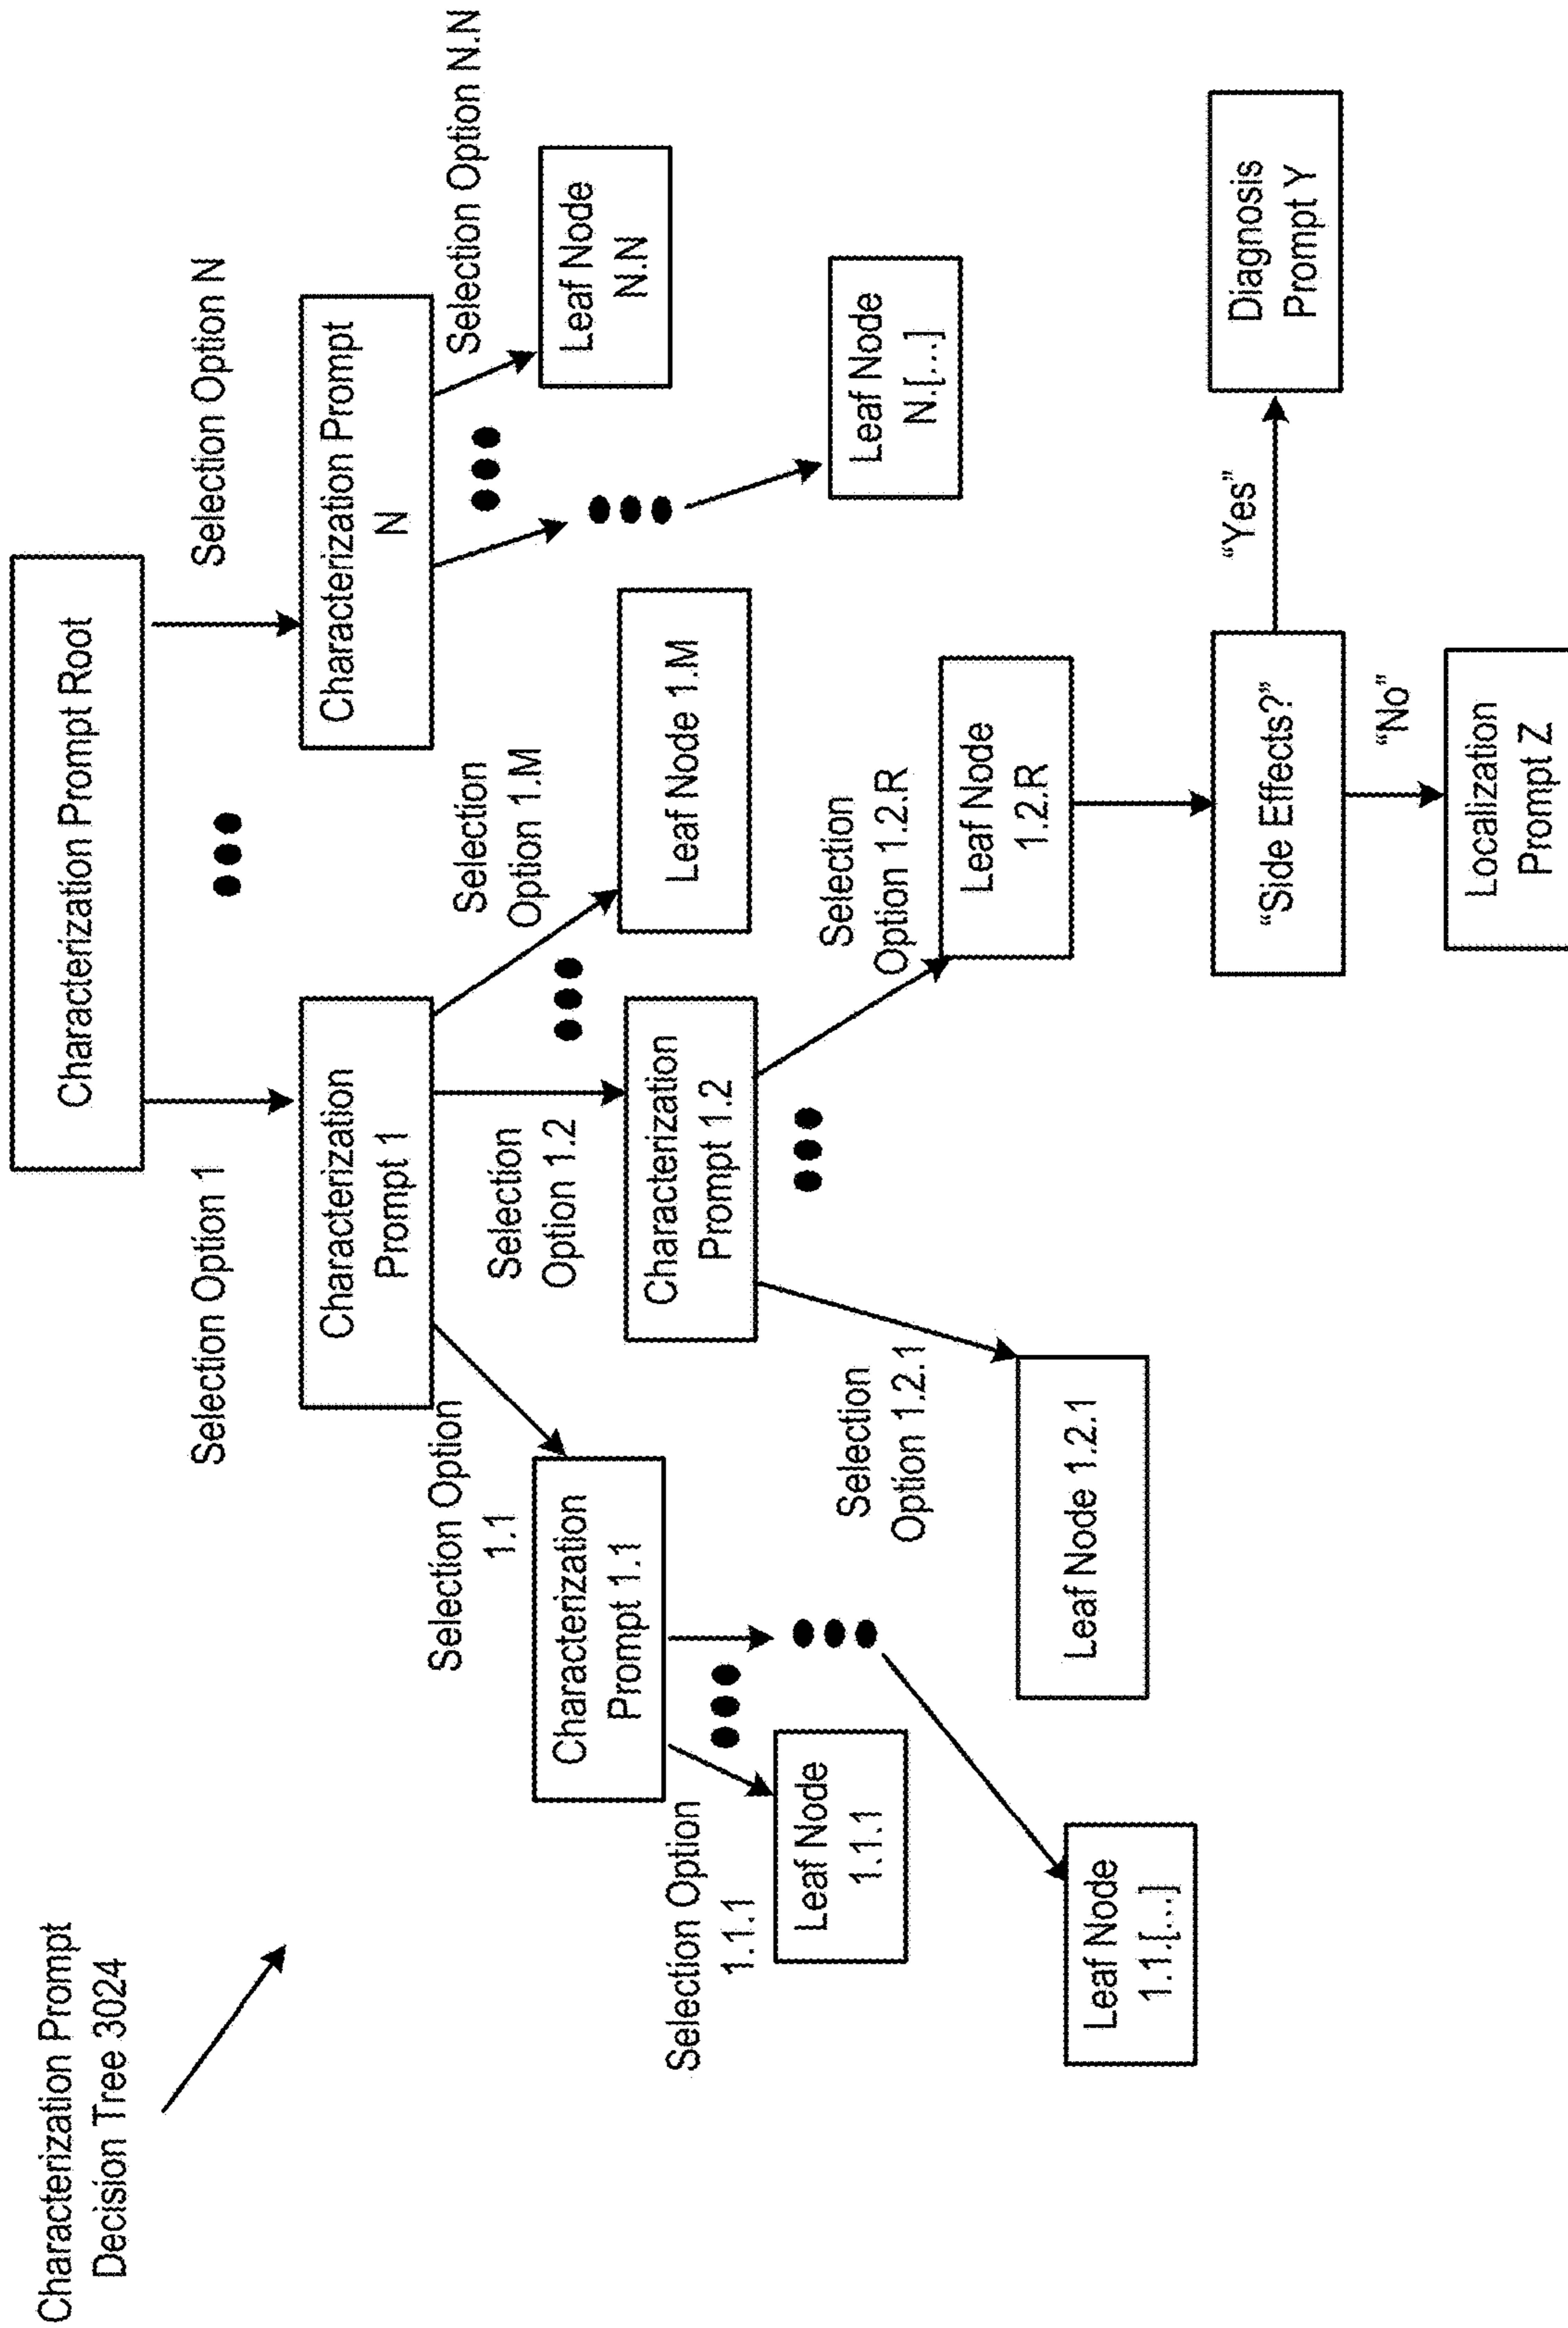 Characterization Prompt
Decision Tree 3024
Characterization Prompt Root
Selection Option 1
Selection Option N
Characterization
Prompt 1
Characterization Prompt
N
Selection Option
1.1
Selection
Option 1.2
Selection
Option 1.M
Selection Option N.N
Characterization
Prompt 1.1
Characterization
Prompt 1.2
Leaf Node 1.M
Leaf Node
N.N
Selection Option
1.1.1
Leaf Node
1.1.1
Selection
Option 1.2.1
Selection
Option 1.2.R
Leaf Node
N.[...]
Leaf Node
1.1.[...]
Leaf Node 1.2.1
Leaf Node
1.2.R
“Side Effects?”
“Yes”
Diagnosis
Prompt Y
“No”
Localization
Prompt Z